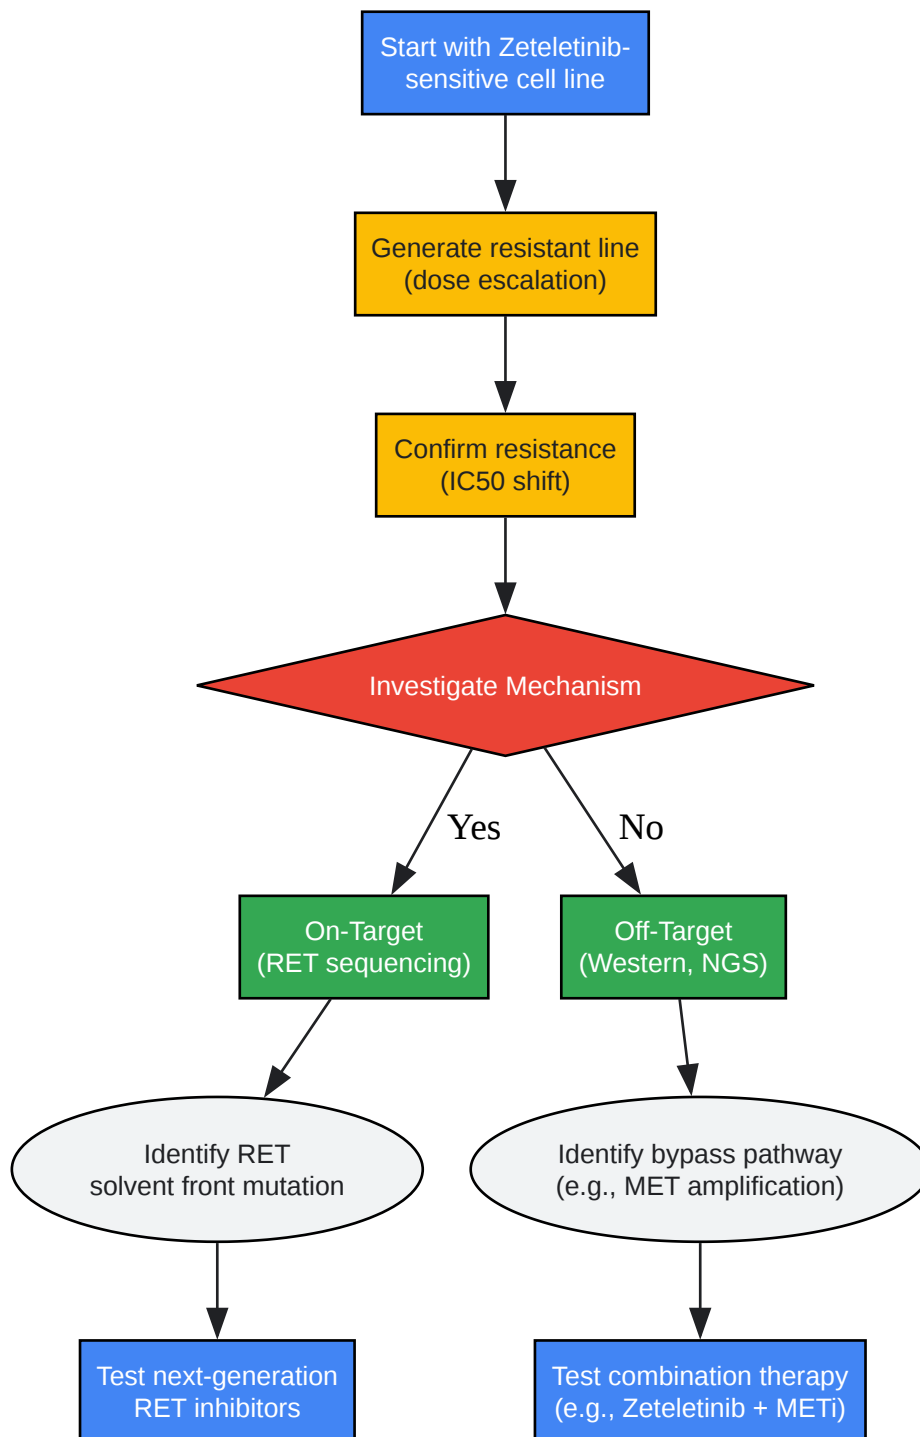 Start with Zeteletinib-
sensitive cell line
Generate resistant line
(dose escalation)
Confirm resistance
(IC50 shift)
Investigate Mechanism
Yes
No
On-Target
(RET sequencing)
Off-Target
(Western, NGS)
Identify RET
solvent front mutation
Identify bypass pathway
(e.g., MET amplification)
Test next-generation
RET inhibitors
Test combination therapy
(e.g., Zeteletinib + METi)